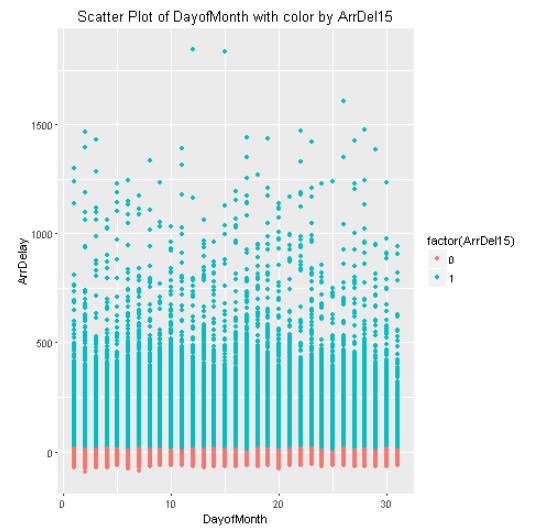 Scatter Plot of DayofMonth with color by ArrDel15
1500
1000
500
0
ArrDelay
0 10 20 30
DayofMonth
factor(ArrDel15)
0
1